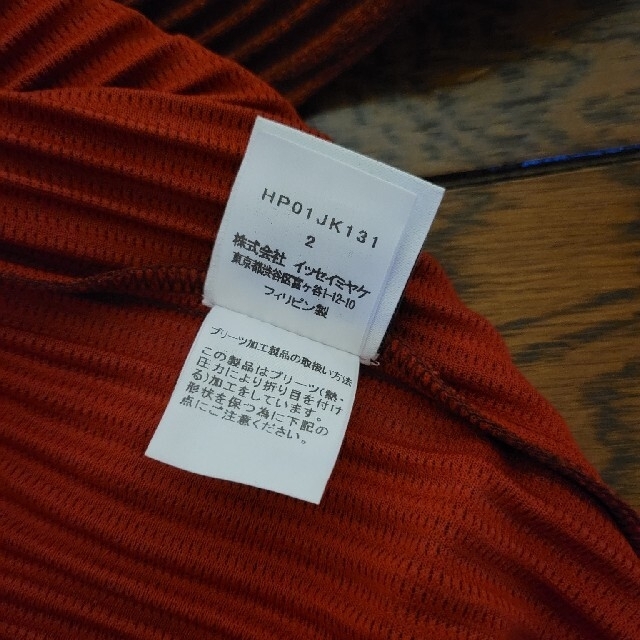 HP01JK131
2
株式会社 イッセイミヤケ
東京都渋谷区富ヶ谷1-12-10
フィリピン製
プリーツ加工製品の取扱い方法
この製品はプリーツ(熱、
圧力により折り目を付け
る)加工をしています。
形状を保つ為に下記の
点にご注意ください。